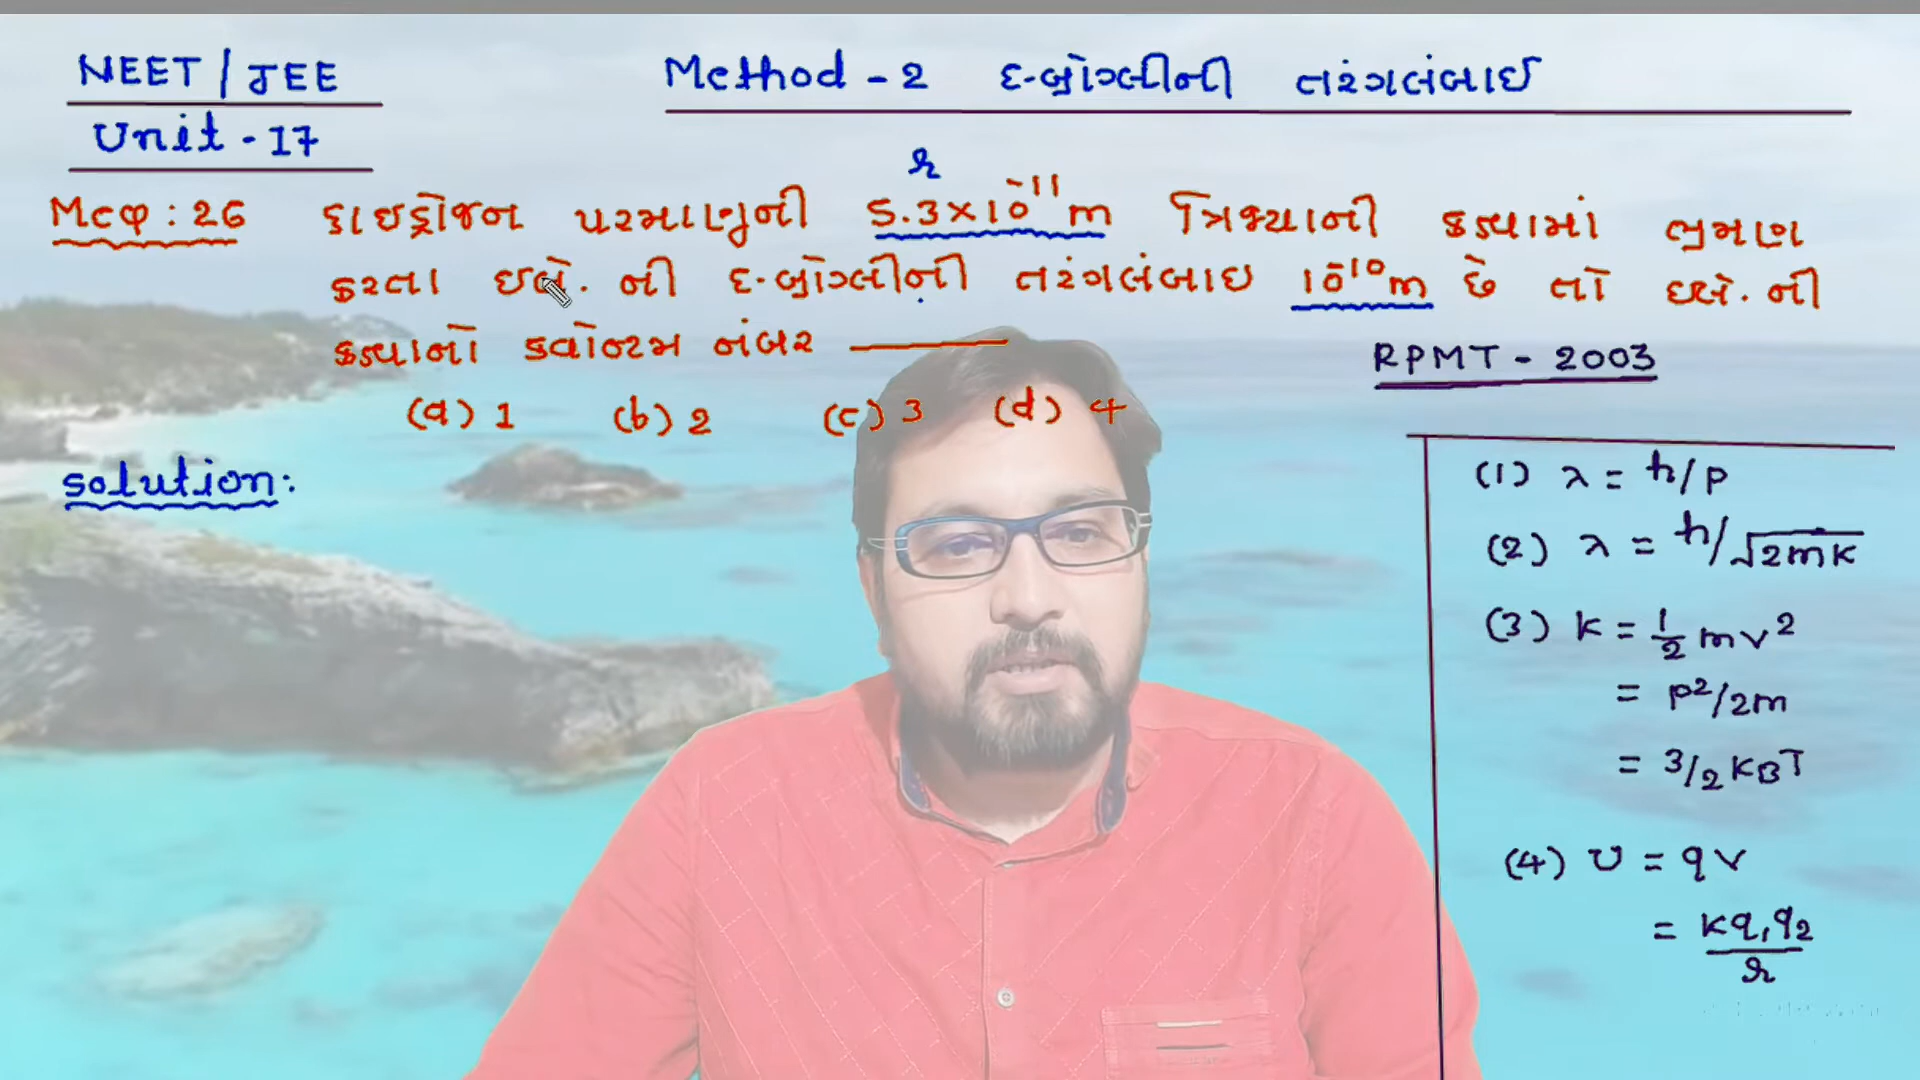 NEET / JEE
Unit - 17
Method - 2 દ-બ્રોગ્લીની તરંગલંબાઈ
r
MCQ : 26 હાઇડ્રોજન પરમાણુની 5.3×10⁻¹¹ m ત્રિજ્યાની કક્ષામાં ભ્રમણ
કરતા ઇલે. ની દ-બ્રોગ્લીની તરંગલંબાઇ 10⁻¹⁰ m છે તો ઇલે. ની
કક્ષાનો ક્વોન્ટમ નંબર ______
RPMT - 2003
(a) 1 (b) 2 (c) 3 (d) 4
solution:
(1) λ = h/p
(2) λ = h/√2mK
(3) K = 1/2 mv²
= p²/2m
= 3/2 KBT
(4) U = qV
= Kq₁q₂/r